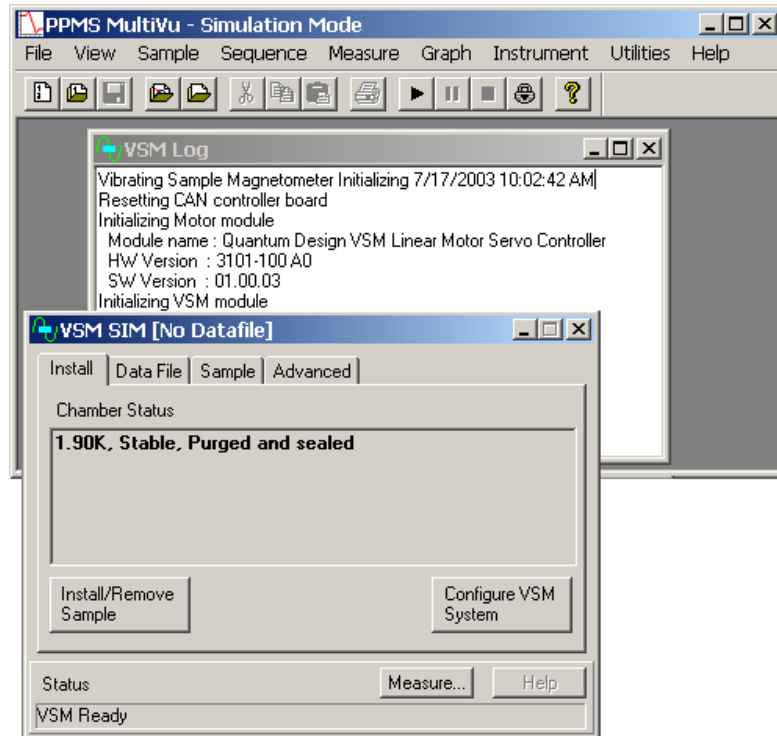 PPMS MultiVu - Simulation Mode
File View Sample Sequence Measure Graph Instrument Utilities Help
VSM Log
Vibrating Sample Magnetometer Initializing 7/17/2003 10:02:42 AM
Resetting CAN controller board
Initializing Motor module
Module name : Quantum Design VSM Linear Motor Servo Controller
HW Version : 3101-100 A0
SW Version : 01.00.03
Initializing VSM module
VSM SIM [No Datafile]
Install Data File Sample Advanced
Chamber Status
1.90K, Stable, Purged and sealed
Install/Remove
Sample
Configure VSM
System
Status
Measure... Help
VSM Ready